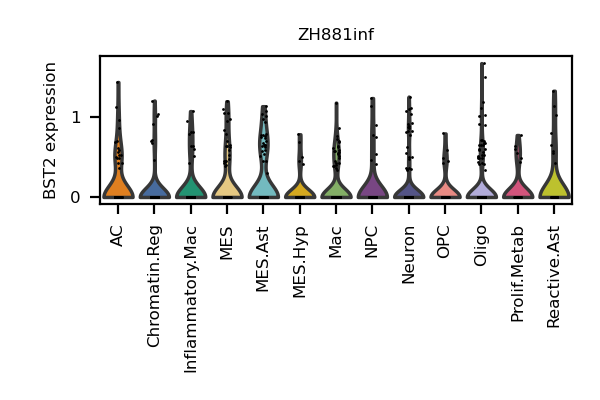 ZH881inf
BST2 expression
1
0
AC
Chromatin.Reg
Inflammatory.Mac
MES
MES.Ast
MES.Hyp
Mac
NPC
Neuron
OPC
Oligo
Prolif.Metab
Reactive.Ast